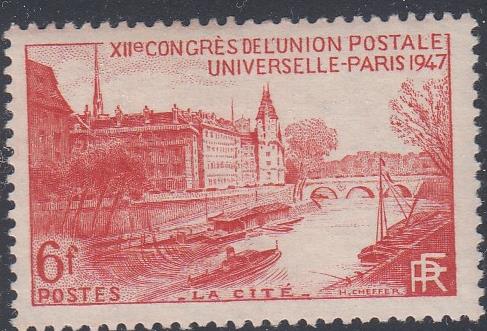 XIIe CONGRÈS DE L'UNION POSTALE
UNIVERSELLE-PARIS 1947
6f
POSTES
LA CITÉ
H. CHEFFER
RF